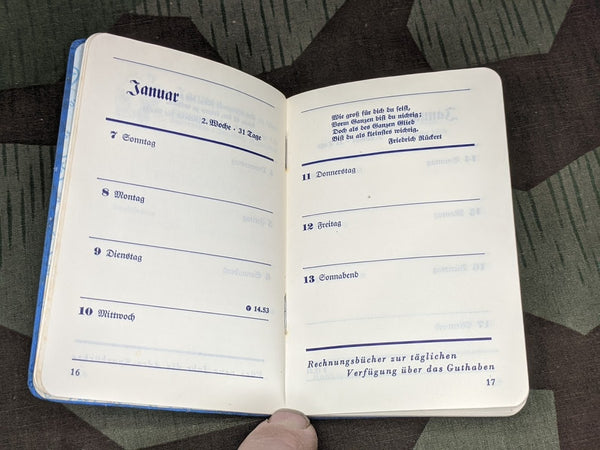 Januar
2. Woche · 31 Tage
7 Sonntag
8 Montag
9 Dienstag
14.53
10 Mittwoch
16
Wie groß für dich du seist,
Vorm Ganzen bist du nichtig;
Doch als des Ganzen Glied
Bist du als kleinstes wichtig.
Friedrich Rückert
11 Donnerstag
12 Freitag
13 Sonnabend
Rechnungsbücher zur täglichen
Verfügung über das Guthaben
17